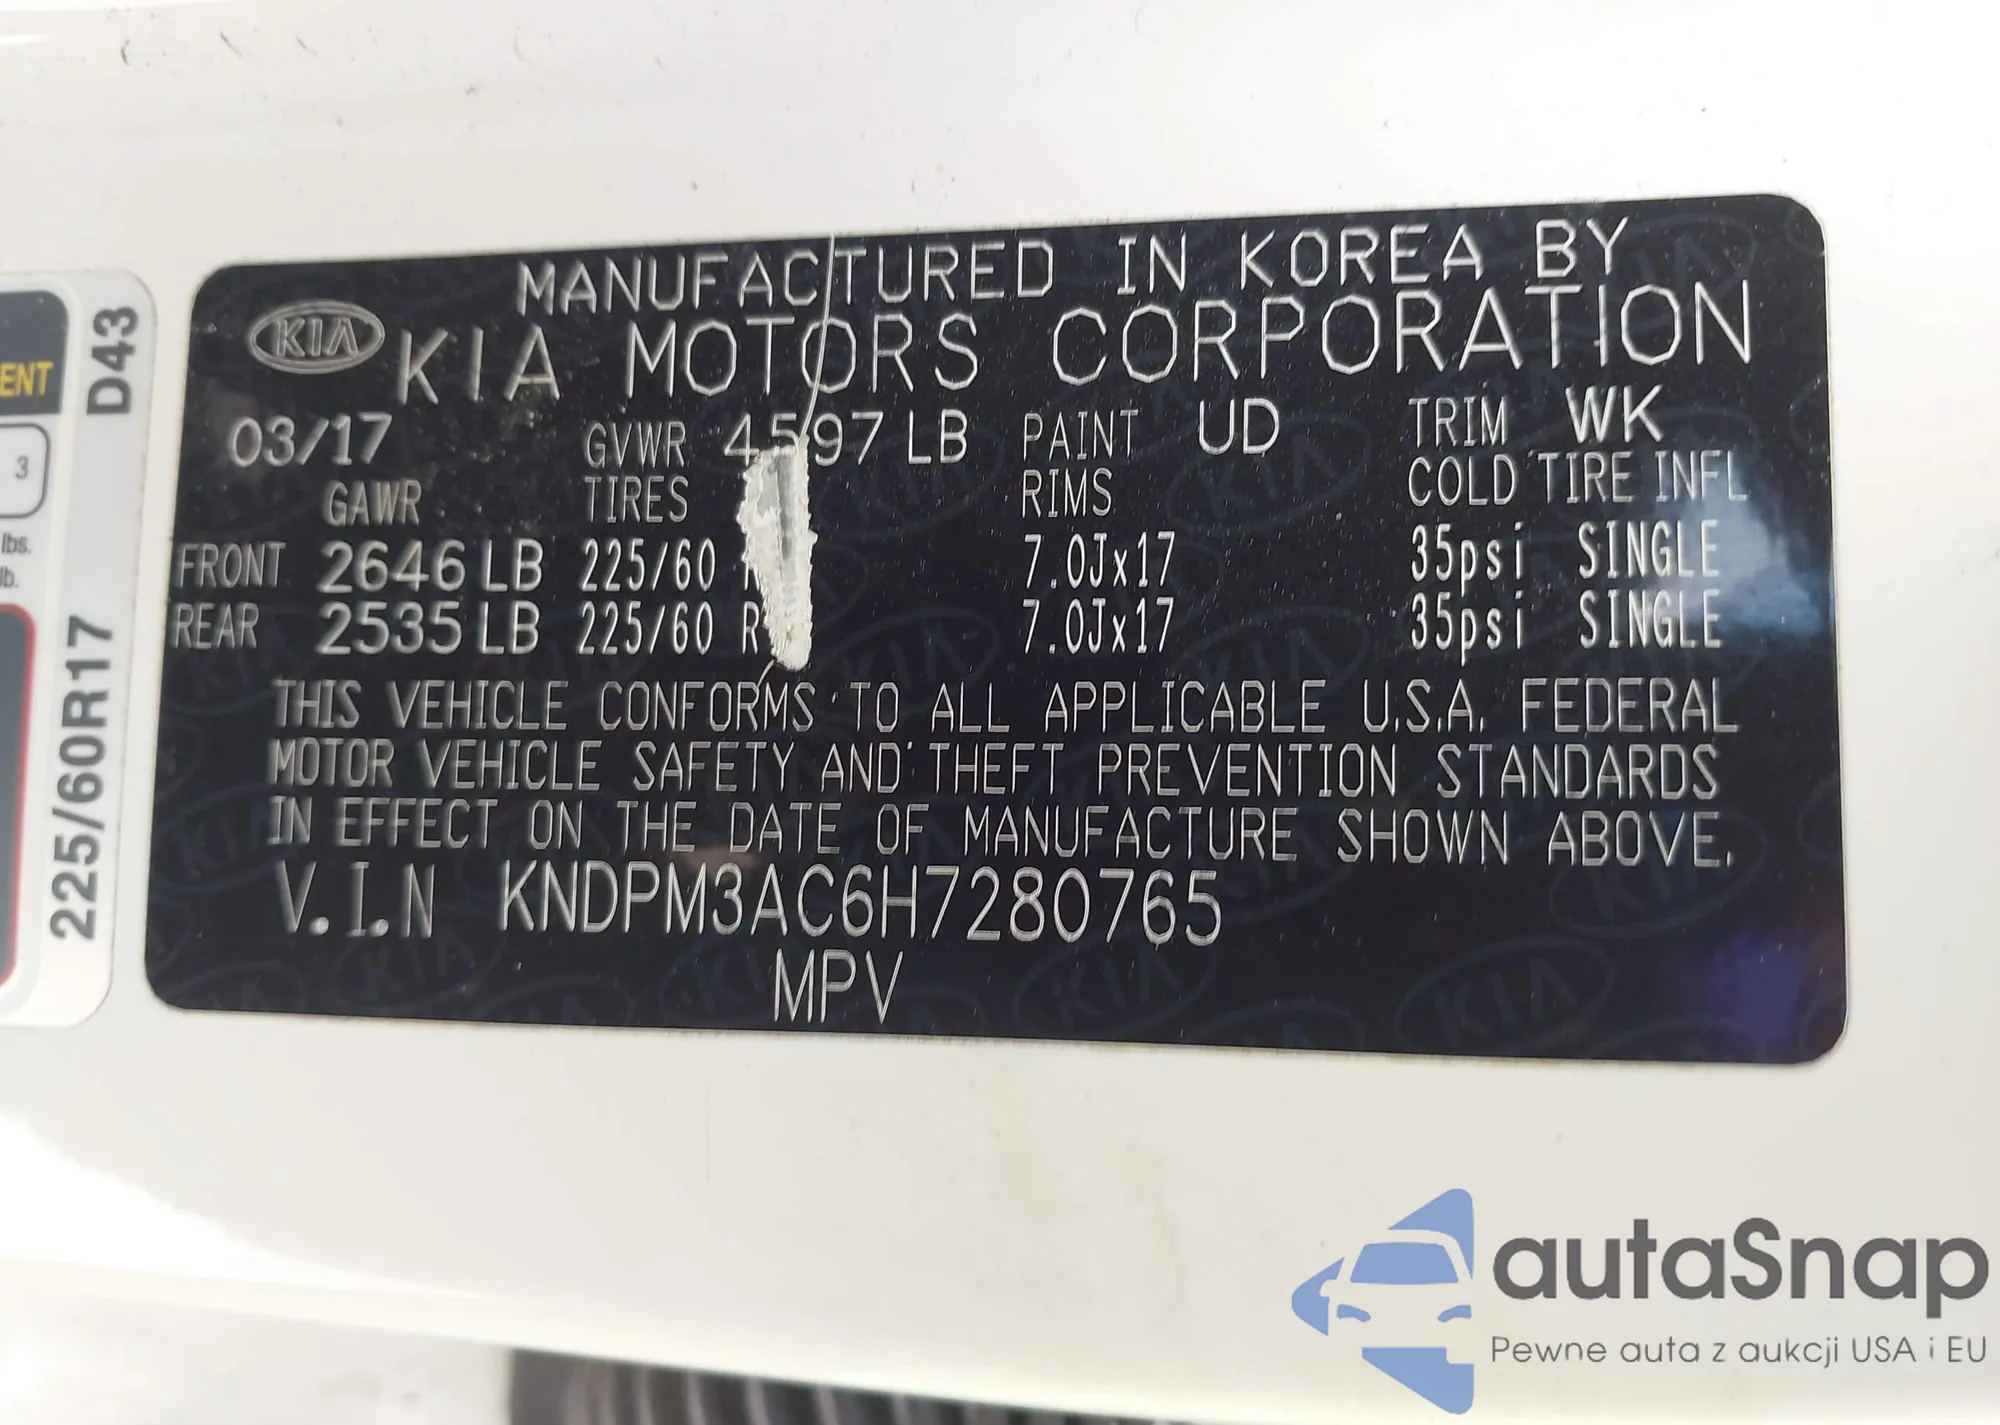 MANUFACTURED IN KOREA BY
KIA KIA MOTORS CORPORATION
03/17 GVWR 4597 LB PAINT UD TRIM WK
GAWR TIRES RIMS COLD TIRE INFL
FRONT 2646 LB 225/60 7.0Jx17 35psi SINGLE
REAR 2535 LB 225/60 R 7.0Jx17 35psi SINGLE
THIS VEHICLE CONFORMS TO ALL APPLICABLE U.S.A. FEDERAL
MOTOR VEHICLE SAFETY AND THEFT PREVENTION STANDARDS
IN EFFECT ON THE DATE OF MANUFACTURE SHOWN ABOVE.
V.I.N KNDPM3AC6H7280765
MPV
ENT
3
lbs.
lb.
225/60R17 D43
autaSnap
Pewne auta z aukcji USA i EU